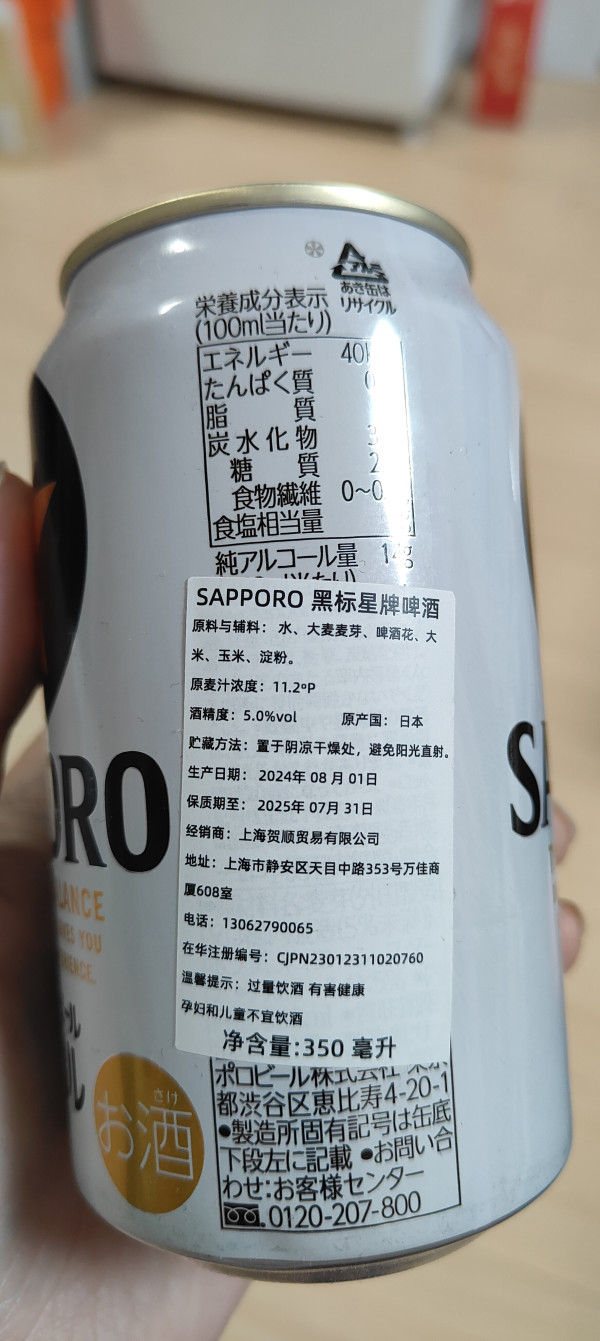 あき缶は
リサイクル
栄養成分表示
(100ml当たり)
エネルギー 40
たんぱく質
脂質
炭水化物
糖質
食物繊維
食塩相当量
純アルコール量 14g
SAPPORO 黑标星牌啤酒
原料与辅料：水、大麦麦芽、啤酒花、大
米、玉米、淀粉。
原麦汁浓度：11.2ºP
酒精度：5.0%vol 原产国：日本
贮藏方法：置于阴凉干燥处，避免阳光直射。
生产日期：2024年 08 月 01日
保质期至：2025年 07月 31日
经销商：上海贺顺贸易有限公司
地址：上海市静安区天目中路353号万佳商
厦608室
电话：13062790065
在华注册编号：CJPN23012311020760
温馨提示：过量饮酒 有害健康
孕妇和儿童不宜饮酒
净含量:350 毫升
ポロビール株式会社 東京
都渋谷区恵比寿4-20-1
●製造所固有記号は缶底
下段左に記載 ●お問い合
わせ:お客様センター
0120-207-800
ORO
LANCE
YOU
さけ
お酒